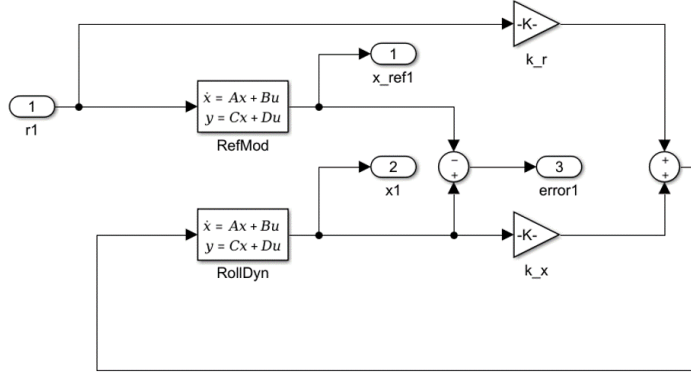 -K-
k_r
1
x_ref1
1
r1
ẋ = Ax + Bu
y = Cx + Du
RefMod
−
+
3
error1
+
+
2
x1
ẋ = Ax + Bu
y = Cx + Du
RollDyn
-K-
k_x